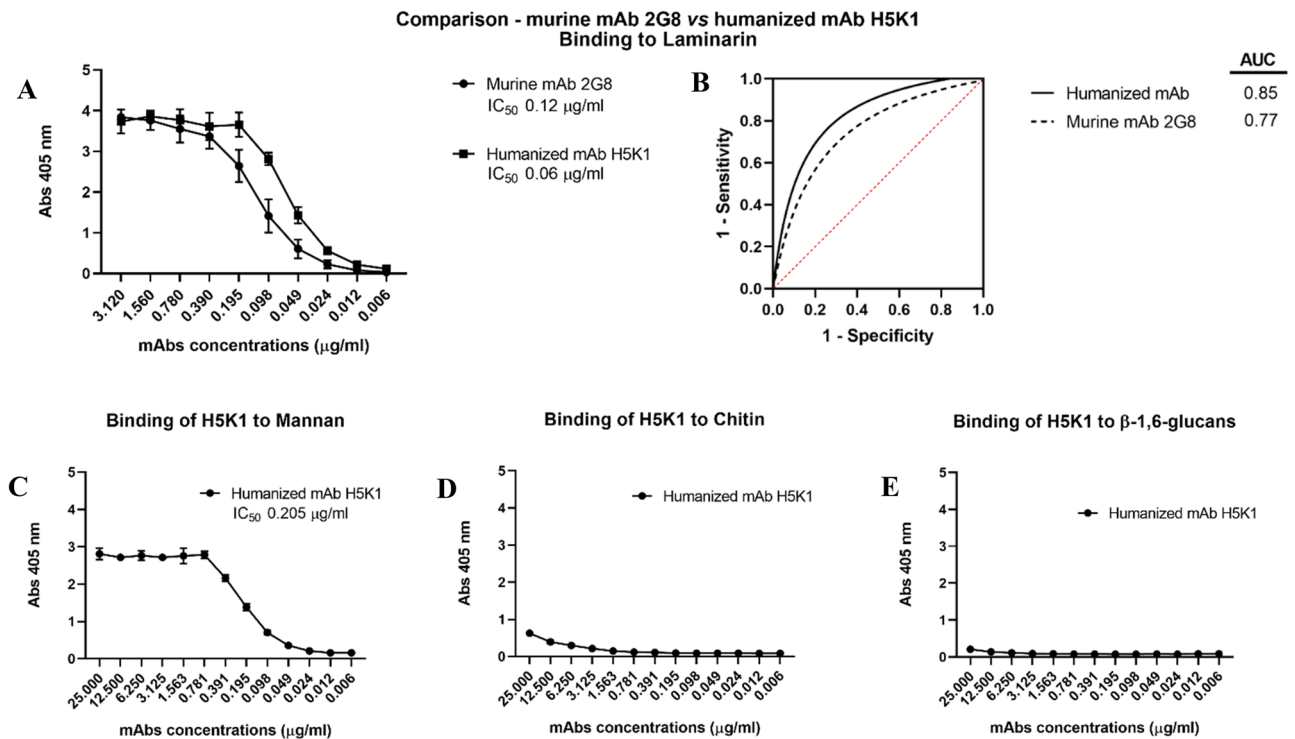 Comparison - murine mAb 2G8 vs humanized mAb H5K1
Binding to Laminarin
A
5
4
3
2
1
0
Abs 405 nm
3.120
1.560
0.780
0.390
0.195
0.098
0.049
0.024
0.012
0.006
mAbs concentrations (μg/ml)
Murine mAb 2G8
IC50 0.12 μg/ml
Humanized mAb H5K1
IC50 0.06 μg/ml
B
1.0
0.8
0.6
0.4
0.2
0.0
1 - Sensitivity
0.0 0.2 0.4 0.6 0.8 1.0
1 - Specificity
AUC
Humanized mAb 0.85
Murine mAb 2G8 0.77
Binding of H5K1 to Mannan
C
5
4
3
2
1
0
Abs 405 nm
Humanized mAb H5K1
IC50 0.205 μg/ml
25.000
12.500
6.250
3.125
1.563
0.781
0.391
0.195
0.098
0.049
0.024
0.012
0.006
mAbs concentrations (μg/ml)
Binding of H5K1 to Chitin
D
5
4
3
2
1
0
Abs 405 nm
Humanized mAb H5K1
25.000
12.500
6.250
3.125
1.563
0.781
0.391
0.195
0.098
0.049
0.024
0.012
0.006
mAbs concentrations (μg/ml)
Binding of H5K1 to β-1,6-glucans
E
5
4
3
2
1
0
Abs 405 nm
Humanized mAb H5K1
25.000
12.500
6.250
3.125
1.563
0.781
0.391
0.195
0.098
0.049
0.024
0.012
0.006
mAbs concentrations (μg/ml)